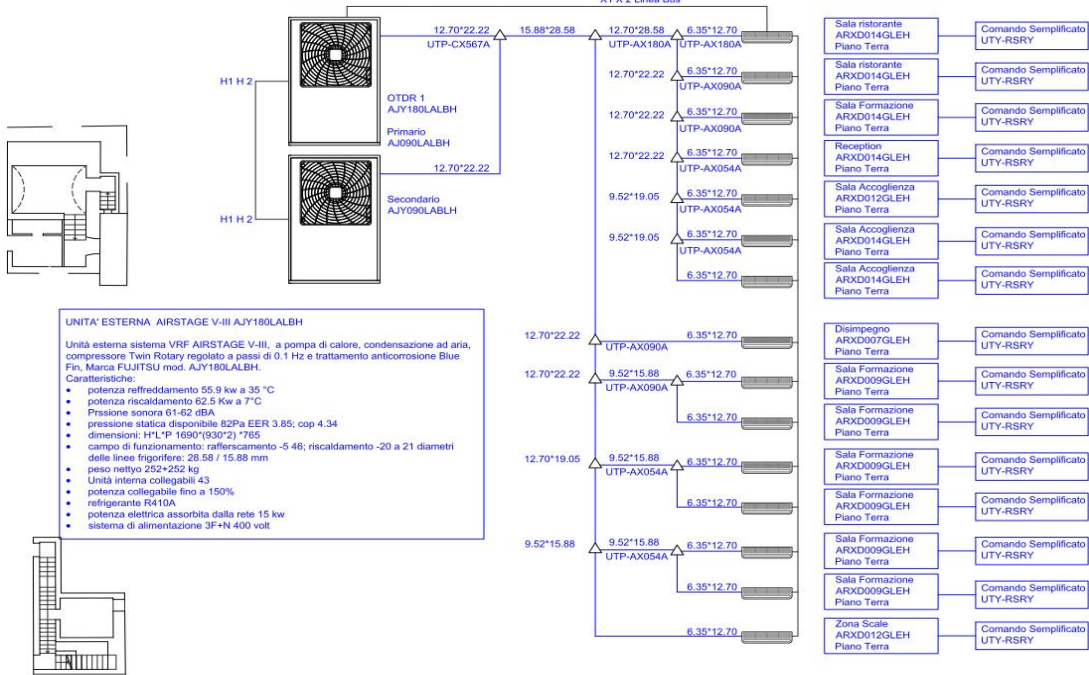 X1 X 2 Linea Bus
12.70*22.22
UTP-CX567A
15.88*28.58
12.70*28.58
UTP-AX180A
6.35*12.70
UTP-AX180A
Sala ristorante
ARXD014GLEH
Piano Terra
Comando Semplificato
UTY-RSRY
H1 H 2
OTDR 1
AJY180LALBH
Primario
AJ090LALBH
12.70*22.22
6.35*12.70
UTP-AX090A
Sala ristorante
ARXD014GLEH
Piano Terra
Comando Semplificato
UTY-RSRY
12.70*22.22
6.35*12.70
UTP-AX090A
Sala Formazione
ARXD014GLEH
Piano Terra
Comando Semplificato
UTY-RSRY
12.70*22.22
12.70*22.22
6.35*12.70
UTP-AX054A
Reception
ARXD014GLEH
Piano Terra
Comando Semplificato
UTY-RSRY
Secondario
AJY090LABLH
H1 H 2
9.52*19.05
6.35*12.70
UTP-AX054A
Sala Accoglienza
ARXD012GLEH
Piano Terra
Comando Semplificato
UTY-RSRY
9.52*19.05
6.35*12.70
UTP-AX054A
Sala Accoglienza
ARXD014GLEH
Piano Terra
Comando Semplificato
UTY-RSRY
6.35*12.70
Sala Accoglienza
ARXD014GLEH
Piano Terra
Comando Semplificato
UTY-RSRY
UNITA' ESTERNA AIRSTAGE V-III AJY180LALBH
Unità esterna sistema VRF AIRSTAGE V-III, a pompa di calore, condensazione ad aria,
compressore Twin Rotary regolato a passi di 0.1 Hz e trattamento anticorrosione Blue
Fin, Marca FUJITSU mod. AJY180LALBH.
Caratteristiche:
• potenza reffreddamento 55.9 kw a 35 °C
• potenza riscaldamento 62.5 Kw a 7°C
• Prssione sonora 61-62 dBA
• pressione statica disponibile 82Pa EER 3.85; cop 4.34
• dimensioni: H*L*P 1690*(930*2) *765
• campo di funzionamento: rafferscamento -5 46; riscaldamento -20 a 21 diametri
delle linee frigorifere: 28.58 / 15.88 mm
• peso nettyo 252+252 kg
• Unità interna collegabili 43
• potenza collegabile fino a 150%
• refrigerante R410A
• potenza elettrica assorbita dalla rete 15 kw
• sistema di alimentazione 3F+N 400 volt
12.70*22.22
UTP-AX090A
6.35*12.70
Disimpegno
ARXD007GLEH
Piano Terra
Comando Semplificato
UTY-RSRY
12.70*22.22
9.52*15.88
UTP-AX090A
6.35*12.70
Sala Formazione
ARXD009GLEH
Piano Terra
Comando Semplificato
UTY-RSRY
6.35*12.70
Sala Formazione
ARXD009GLEH
Piano Terra
Comando Semplificato
UTY-RSRY
12.70*19.05
9.52*15.88
UTP-AX054A
6.35*12.70
Sala Formazione
ARXD009GLEH
Piano Terra
Comando Semplificato
UTY-RSRY
6.35*12.70
Sala Formazione
ARXD009GLEH
Piano Terra
Comando Semplificato
UTY-RSRY
9.52*15.88
9.52*15.88
UTP-AX054A
6.35*12.70
Sala Formazione
ARXD009GLEH
Piano Terra
Comando Semplificato
UTY-RSRY
6.35*12.70
Sala Formazione
ARXD009GLEH
Piano Terra
Comando Semplificato
UTY-RSRY
6.35*12.70
Zona Scale
ARXD012GLEH
Piano Terra
Comando Semplificato
UTY-RSRY